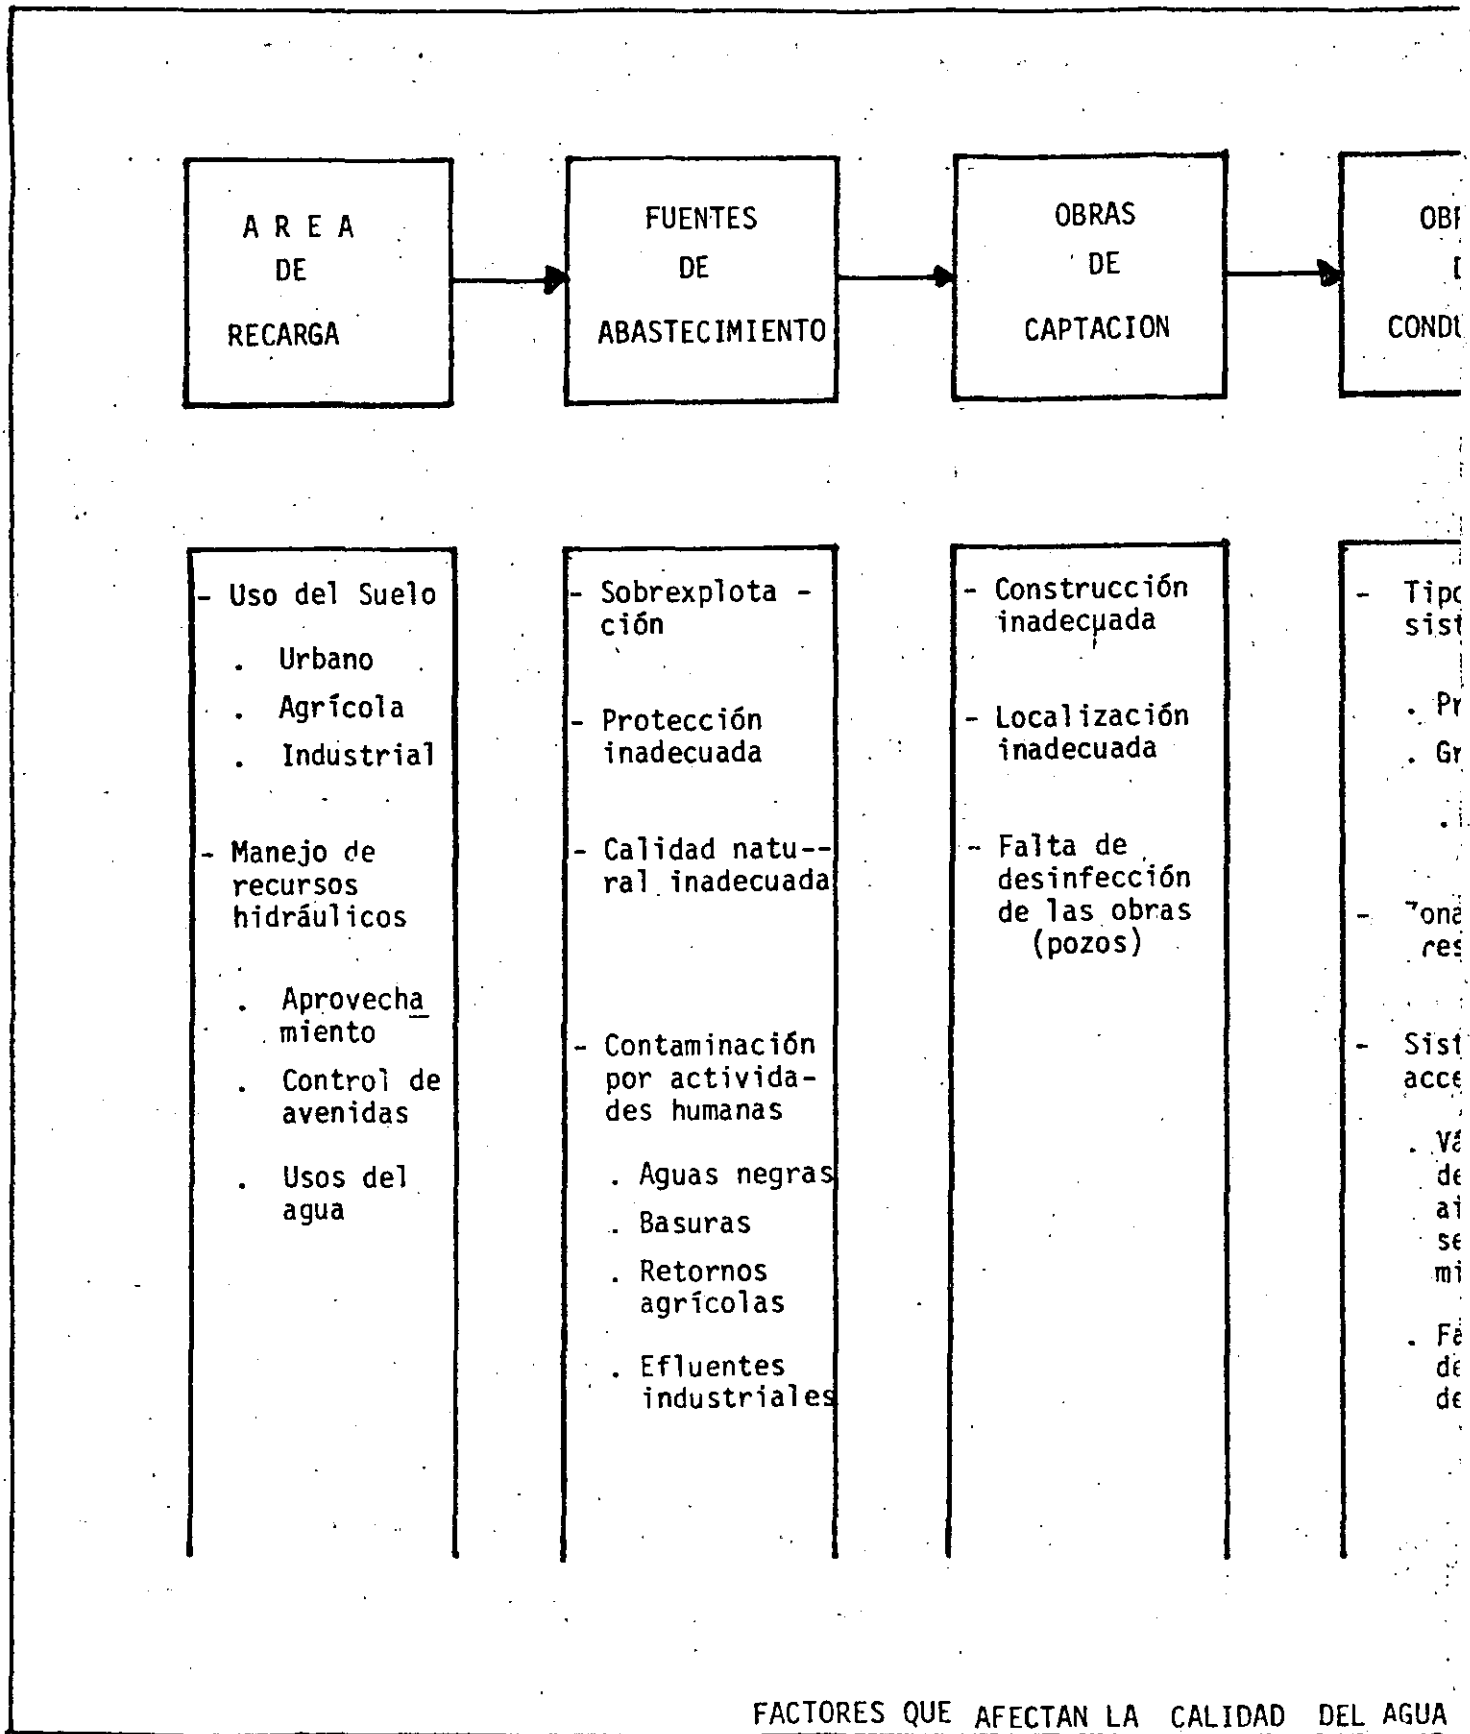 A R E A
DE
RECARGA
FUENTES
DE
ABASTECIMIENTO
OBRAS
DE
CAPTACION
- Uso del Suelo
. Urbano
. Agrícola
. Industrial
- Manejo de
recursos
hidráulicos
. Aprovecha
miento
. Control de
avenidas
. Usos del
agua
- Sobrexplota -
ción
- Protección
inadecuada
- Calidad natu--
ral inadecuada
- Contaminación
por activida-
des humanas
. Aguas negras
. Basuras
. Retornos
agrícolas
. Efluentes
industriales
- Construcción
inadecuada
- Localización
inadecuada
- Falta de
desinfección
de las obras
(pozos)
FACTORES QUE AFECTAN LA CALIDAD DEL AGUA